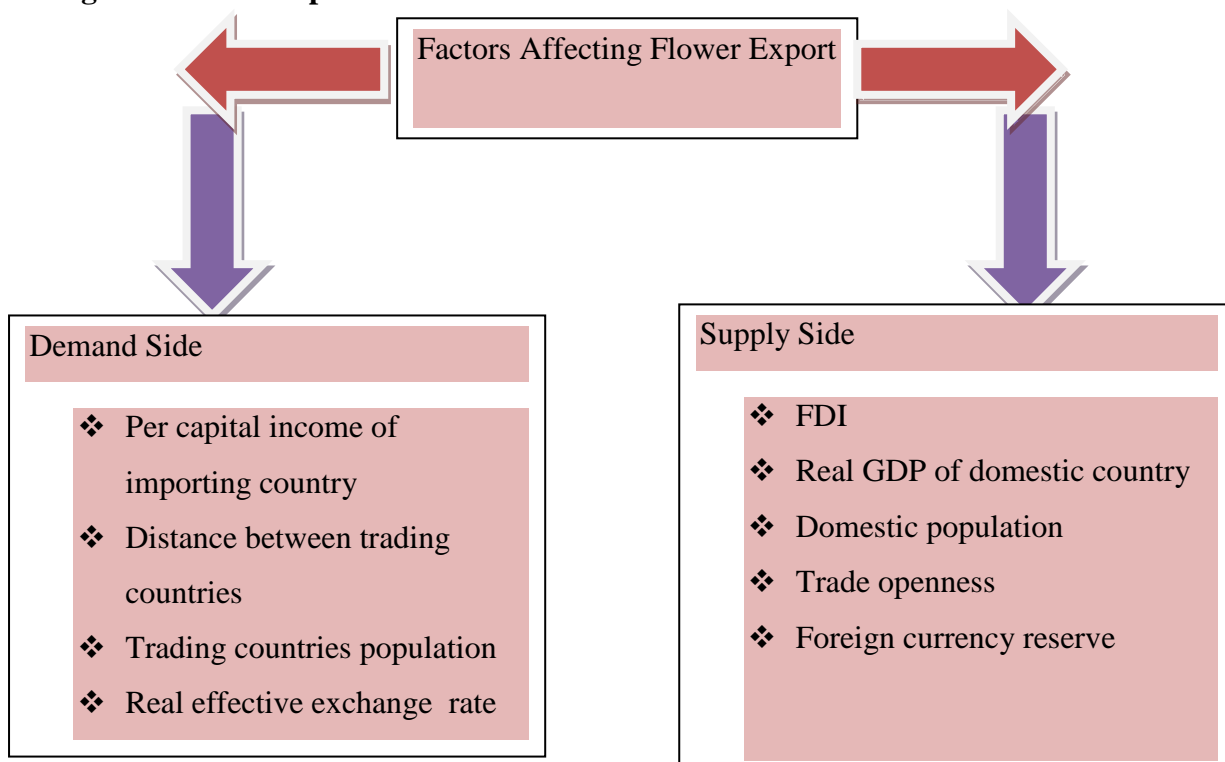 Factors Affecting Flower Export
Demand Side
❖ Per capital income of
importing country
❖ Distance between trading
countries
❖ Trading countries population
❖ Real effective exchange rate
Supply Side
❖ FDI
❖ Real GDP of domestic country
❖ Domestic population
❖ Trade openness
❖ Foreign currency reserve